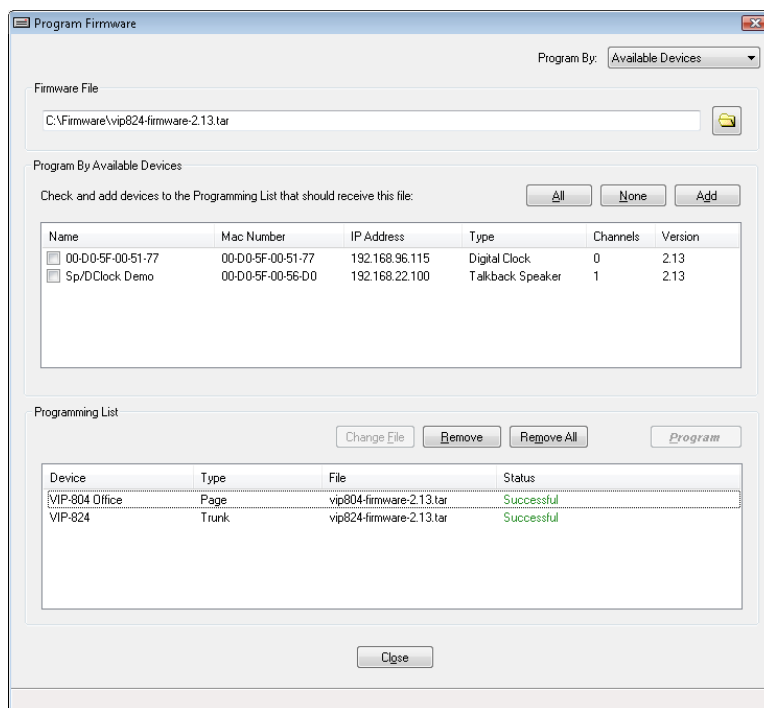 Program Firmware
Program By: Available Devices
Firmware File
C:\Firmware\vip824-firmware-2.13.tar
Program By Available Devices
Check and add devices to the Programming List that should receive this file: All None Add
Name Mac Number IP Address Type Channels Version
00-D0-5F-00-51-77 00-D0-5F-00-51-77 192.168.96.115 Digital Clock 0 2.13
Sp/DClock Demo 00-D0-5F-00-56-D0 192.168.22.100 Talkback Speaker 1 2.13
Programming List
Change File Remove Remove All Program
Device Type File Status
VIP-804 Office Page vip804-firmware-2.13.tar Successful
VIP-824 Trunk vip824-firmware-2.13.tar Successful
Close